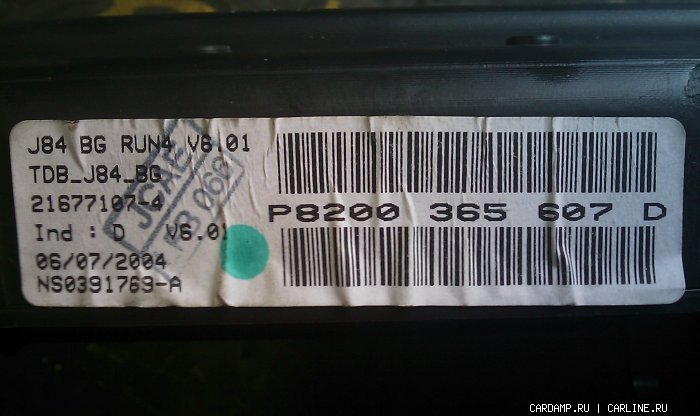 J84 BG RUN4 V6.01
TDB_J84_BG
21677107-4
Ind : D V6.01
06/07/2004
NS0391769-A
P8200 365 607 D
CARDAMP.RU | CARLINE.RU